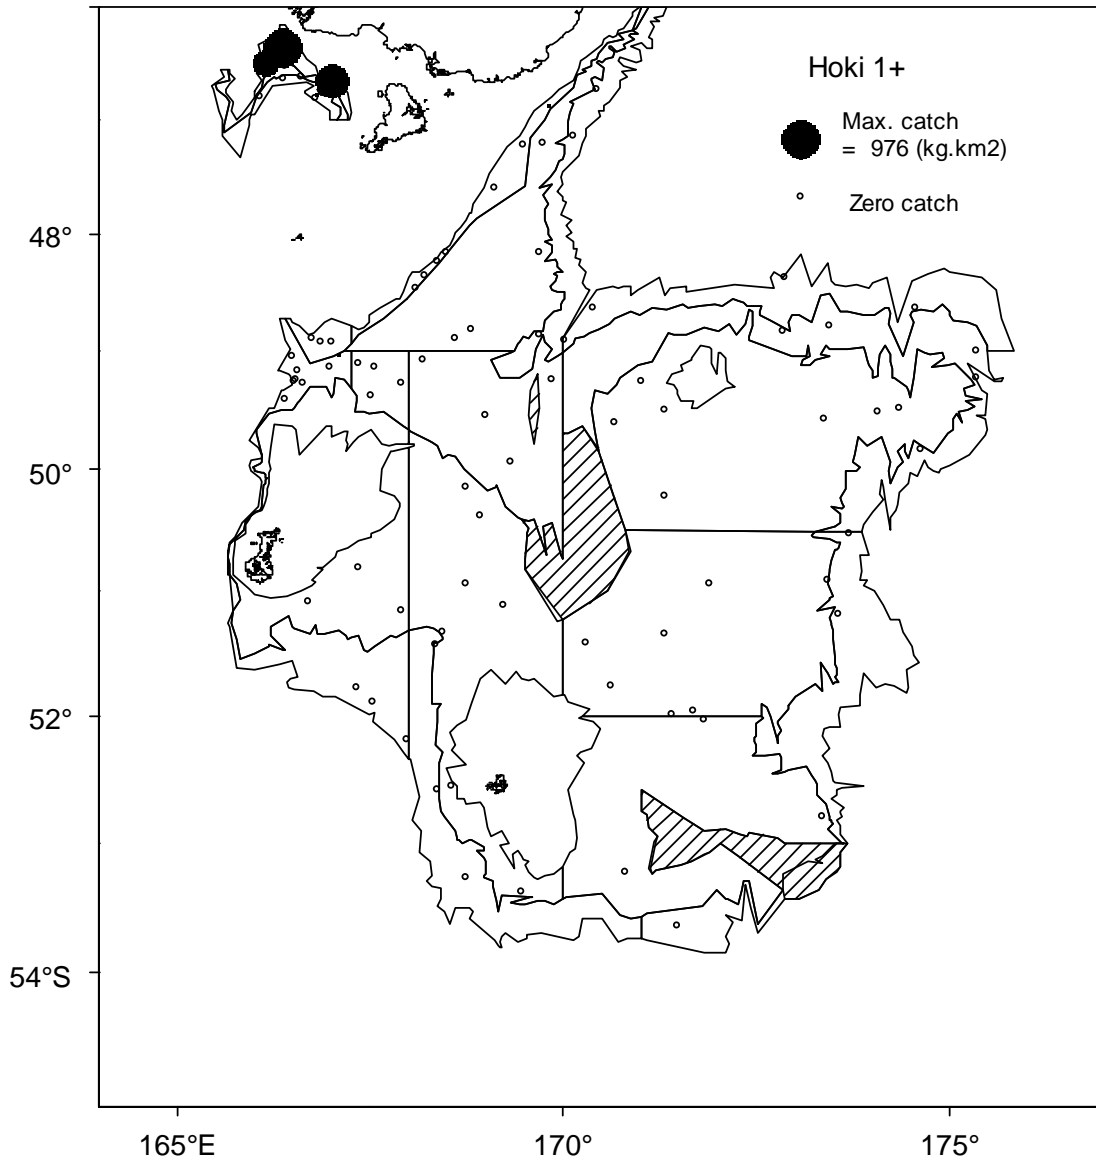 Hoki 1+
Max. catch
= 976 (kg.km2)
Zero catch
48°
50°
52°
54°S
165°E
170°
175°